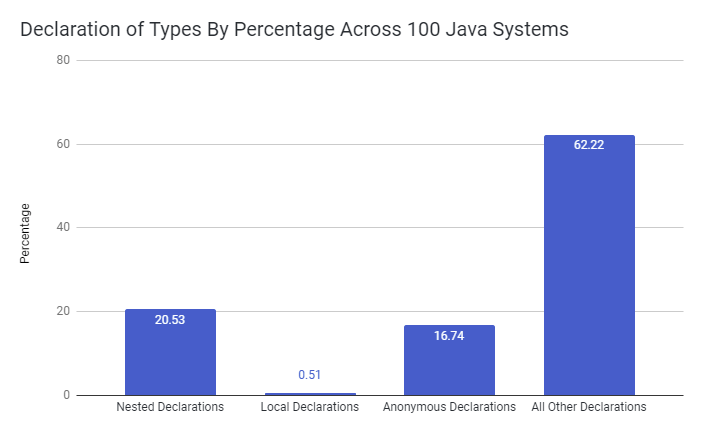 Declaration of Types By Percentage Across 100 Java Systems
80
60
40
20
0
Percentage
20.53
0.51
16.74
62.22
Nested Declarations
Local Declarations
Anonymous Declarations
All Other Declarations